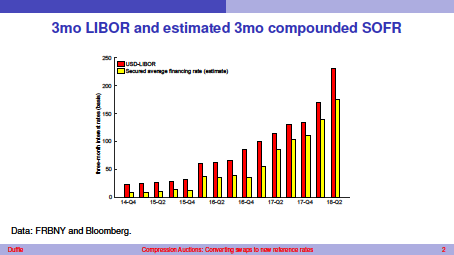 3mo LIBOR and estimated 3mo compounded SOFR
250
200
150
100
50
0
three-month interest rates (basis)
USD-LIBOR
Secured average financing rate (estimate)
14-Q4 15-Q2 15-Q4 16-Q2 16-Q4 17-Q2 17-Q4 18-Q2
Data: FRBNY and Bloomberg.
Duffie Compression Auctions: Converting swaps to new reference rates 2